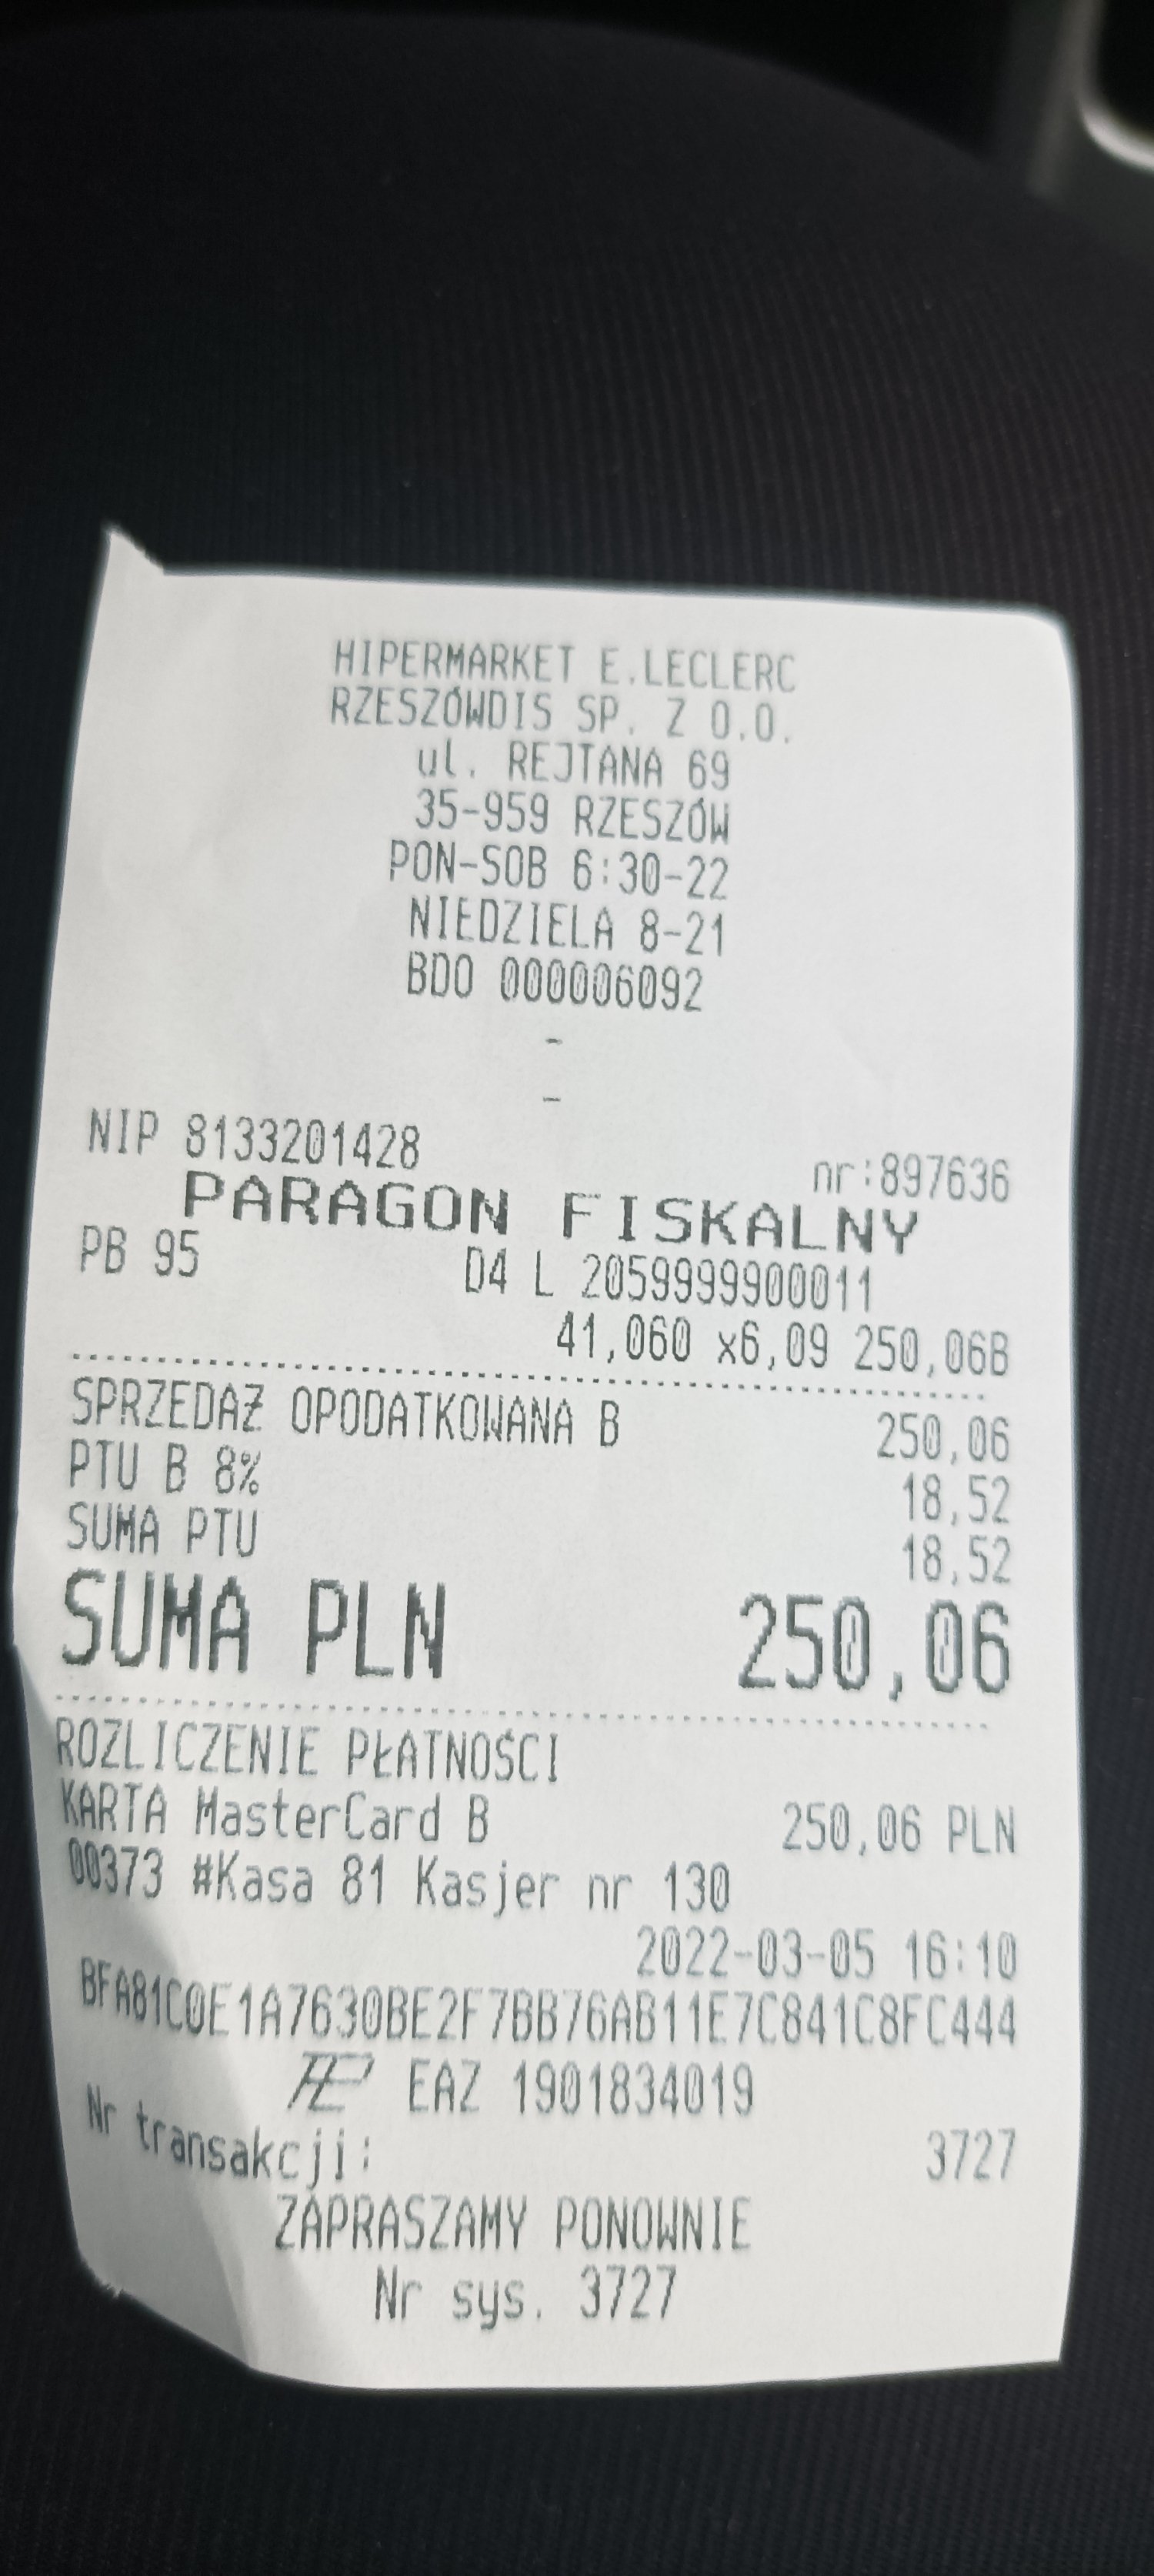 HIPERMARKET E.LECLERC
RZESZÓWDIS SP. Z O.O.
ul. REJTANA 69
35-959 RZESZÓW
PON-SOB 6:30-22
NIEDZIELA 8-21
BDO 000006092
-
-
NIP 8133201428 nr:897636
PARAGON FISKALNY
PB 95 D4 L 2059999900011
41,060 x6,09 250,06B
SPRZEDAŻ OPODATKOWANA B 250,06
PTU B 8% 18,52
SUMA PTU 18,52
SUMA PLN 250,06
ROZLICZENIE PŁATNOŚCI
KARTA MasterCard B 250,06 PLN
00373 #Kasa 81 Kasjer nr 130
2022-03-05 16:10
BFA81C0E1A7630BE2F7BB76AB11E7C841C8FC444
EAZ 1901834019
Nr transakcji: 3727
ZAPRASZAMY PONOWNIE
Nr sys. 3727